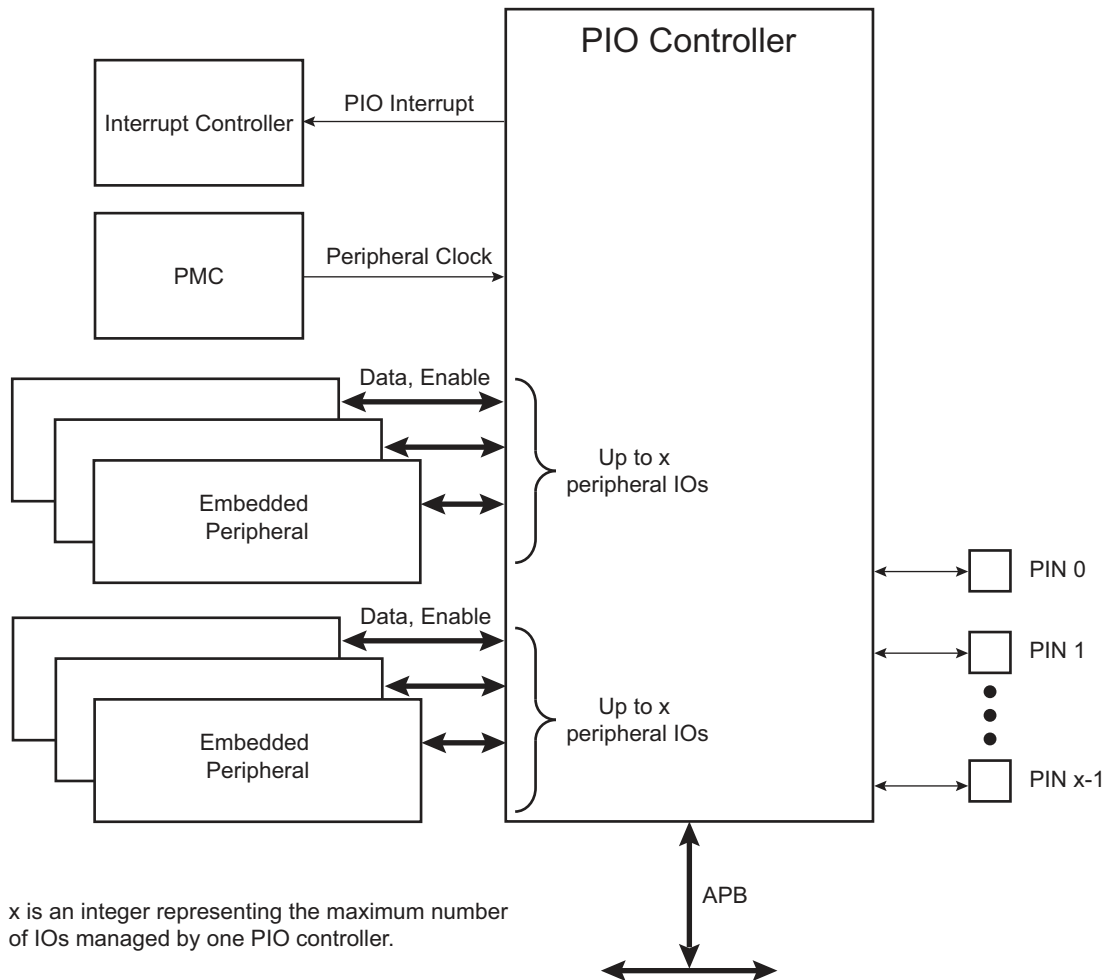 PIO Controller
PIO Interrupt
Interrupt Controller
Peripheral Clock
PMC
Data, Enable
Up to x
peripheral IOs
Embedded
Peripheral
PIN 0
Data, Enable
PIN 1
Up to x
peripheral IOs
Embedded
Peripheral
PIN x-1
APB
x is an integer representing the maximum number
of IOs managed by one PIO controller.